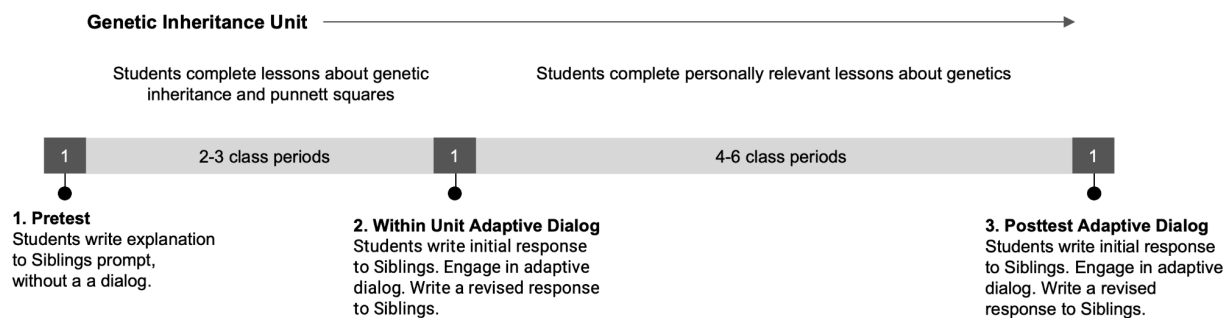 Genetic Inheritance Unit
Students complete lessons about genetic
inheritance and punnett squares
Students complete personally relevant lessons about genetics
1
2-3 class periods
1
4-6 class periods
1
1. Pretest
Students write explanation
to Siblings prompt,
without a a dialog.
2. Within Unit Adaptive Dialog
Students write initial response
to Siblings. Engage in adaptive
dialog. Write a revised response
to Siblings.
3. Posttest Adaptive Dialog
Students write initial response
to Siblings. Engage in adaptive
dialog. Write a revised
response to Siblings.